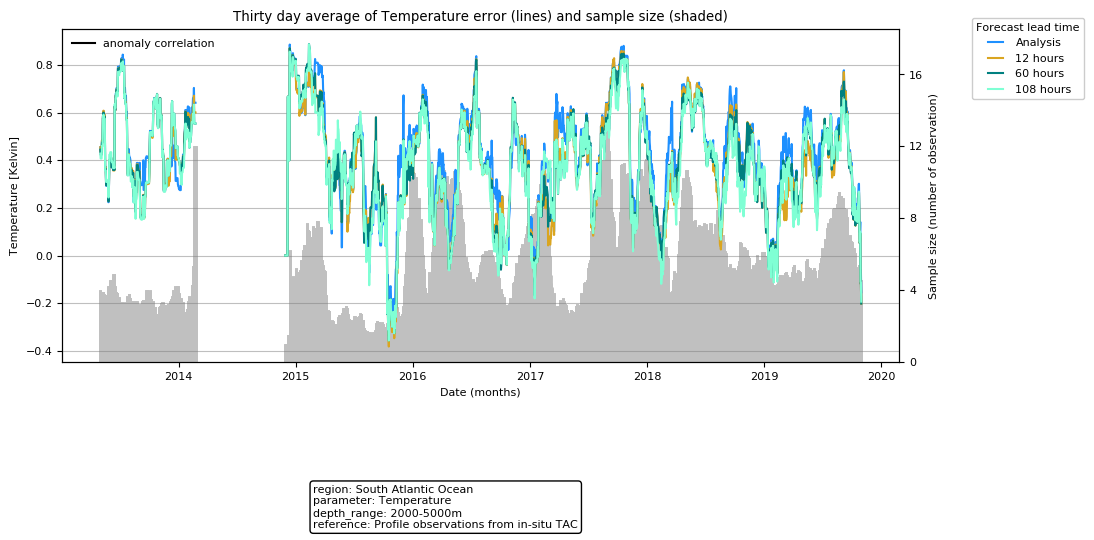 Thirty day average of Temperature error (lines) and sample size (shaded)
anomaly correlation
Forecast lead time
Analysis
12 hours
60 hours
108 hours
Temperature [Kelvin]
0.8
0.6
0.4
0.2
0.0
−0.2
−0.4
16
12
8
4
0
Sample size (number of observation)
2014 2015 2016 2017 2018 2019 2020
Date (months)
region: South Atlantic Ocean
parameter: Temperature
depth_range: 2000-5000m
reference: Profile observations from in-situ TAC